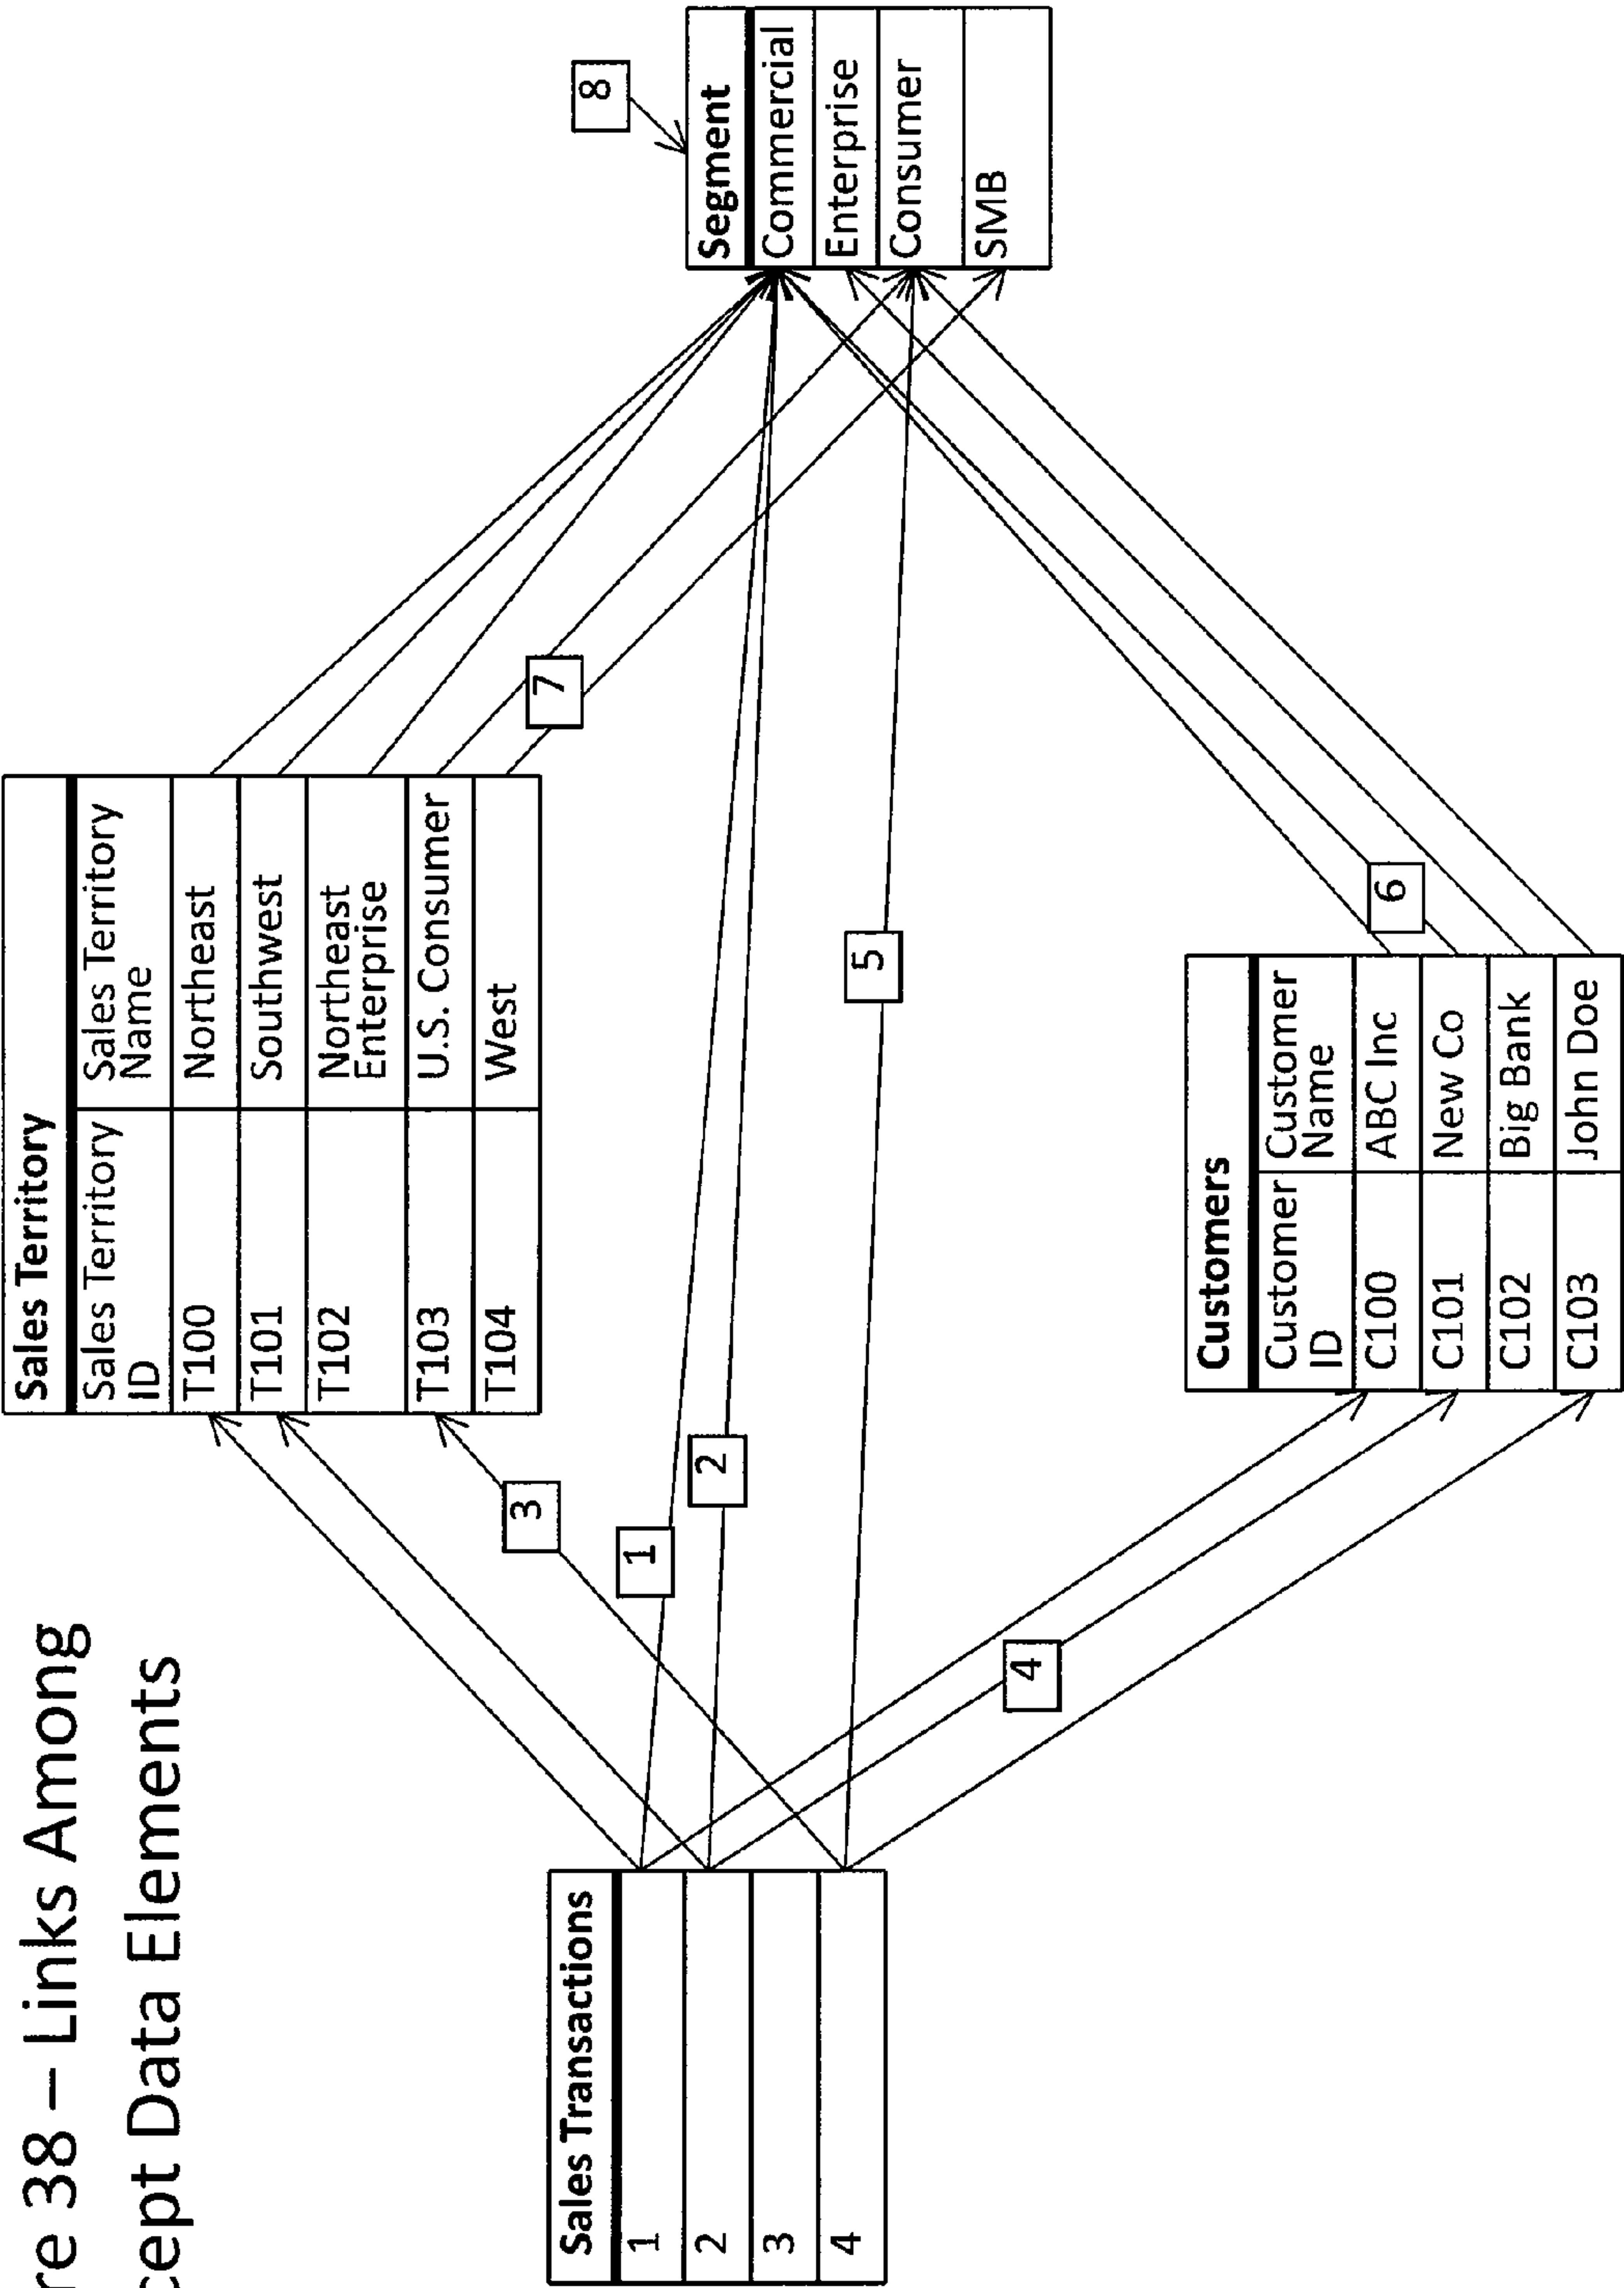 re 38 – Links Among
cept Data Elements
Sales Territory
Sales Territory ID
Sales Territory Name
T100 Northeast
T101 Southwest
T102 Northeast Enterprise
T103 U.S. Consumer
T104 West
3
7
1
2
5
4
6
8
Sales Transactions
1
2
3
4
Segment
Commercial
Enterprise
Consumer
SMB
Customers
Customer ID
Customer Name
C100 ABC Inc
C101 New Co
C102 Big Bank
C103 John Doe